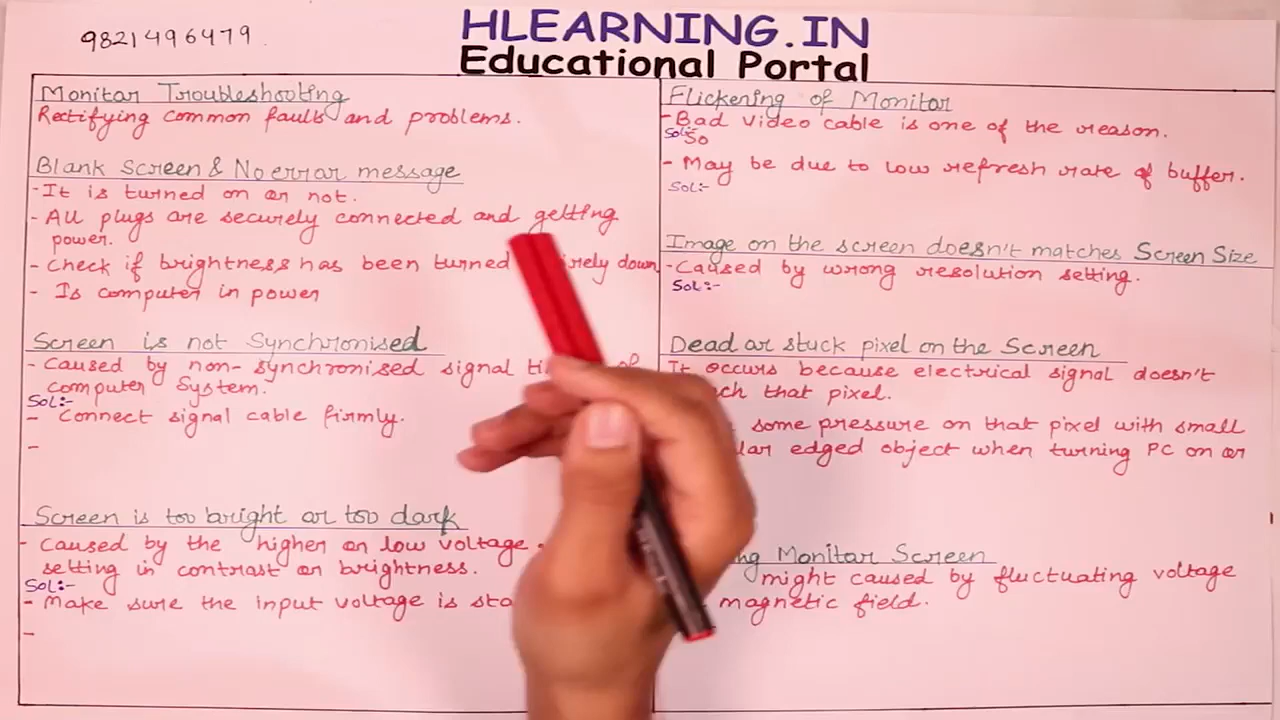 9821496479
HLEARNING.IN
Educational Portal
Monitor Troubleshooting
Rectifying common faults and problems.
Blank Screen & No error message
- It is turned on or not.
- All plugs are securely connected and getting
power.
- Check if brightness has been turned down
- Is computer in power
Screen is not Synchronised
- Caused by non-synchronised signal of
computer System.
Sol:-
- Connect signal cable firmly.
-
Screen is too bright or too dark
- Caused by the higher or low voltage.
setting in contrast or brightness.
Sol:-
- Make sure the input voltage is
-
Flickering of Monitor
- Bad video cable is one of the reason.
Sol:- So
- May be due to low refresh rate of buffer.
Sol:-
Image on the screen doesn't matches Screen Size
- Caused by wrong resolution setting.
Sol:-
Dead or stuck pixel on the Screen
It occurs because electrical signal doesn't
that pixel.
some pressure on that pixel with small
edged object when turning PC on or
Monitor Screen
might caused by fluctuating voltage
magnetic field.